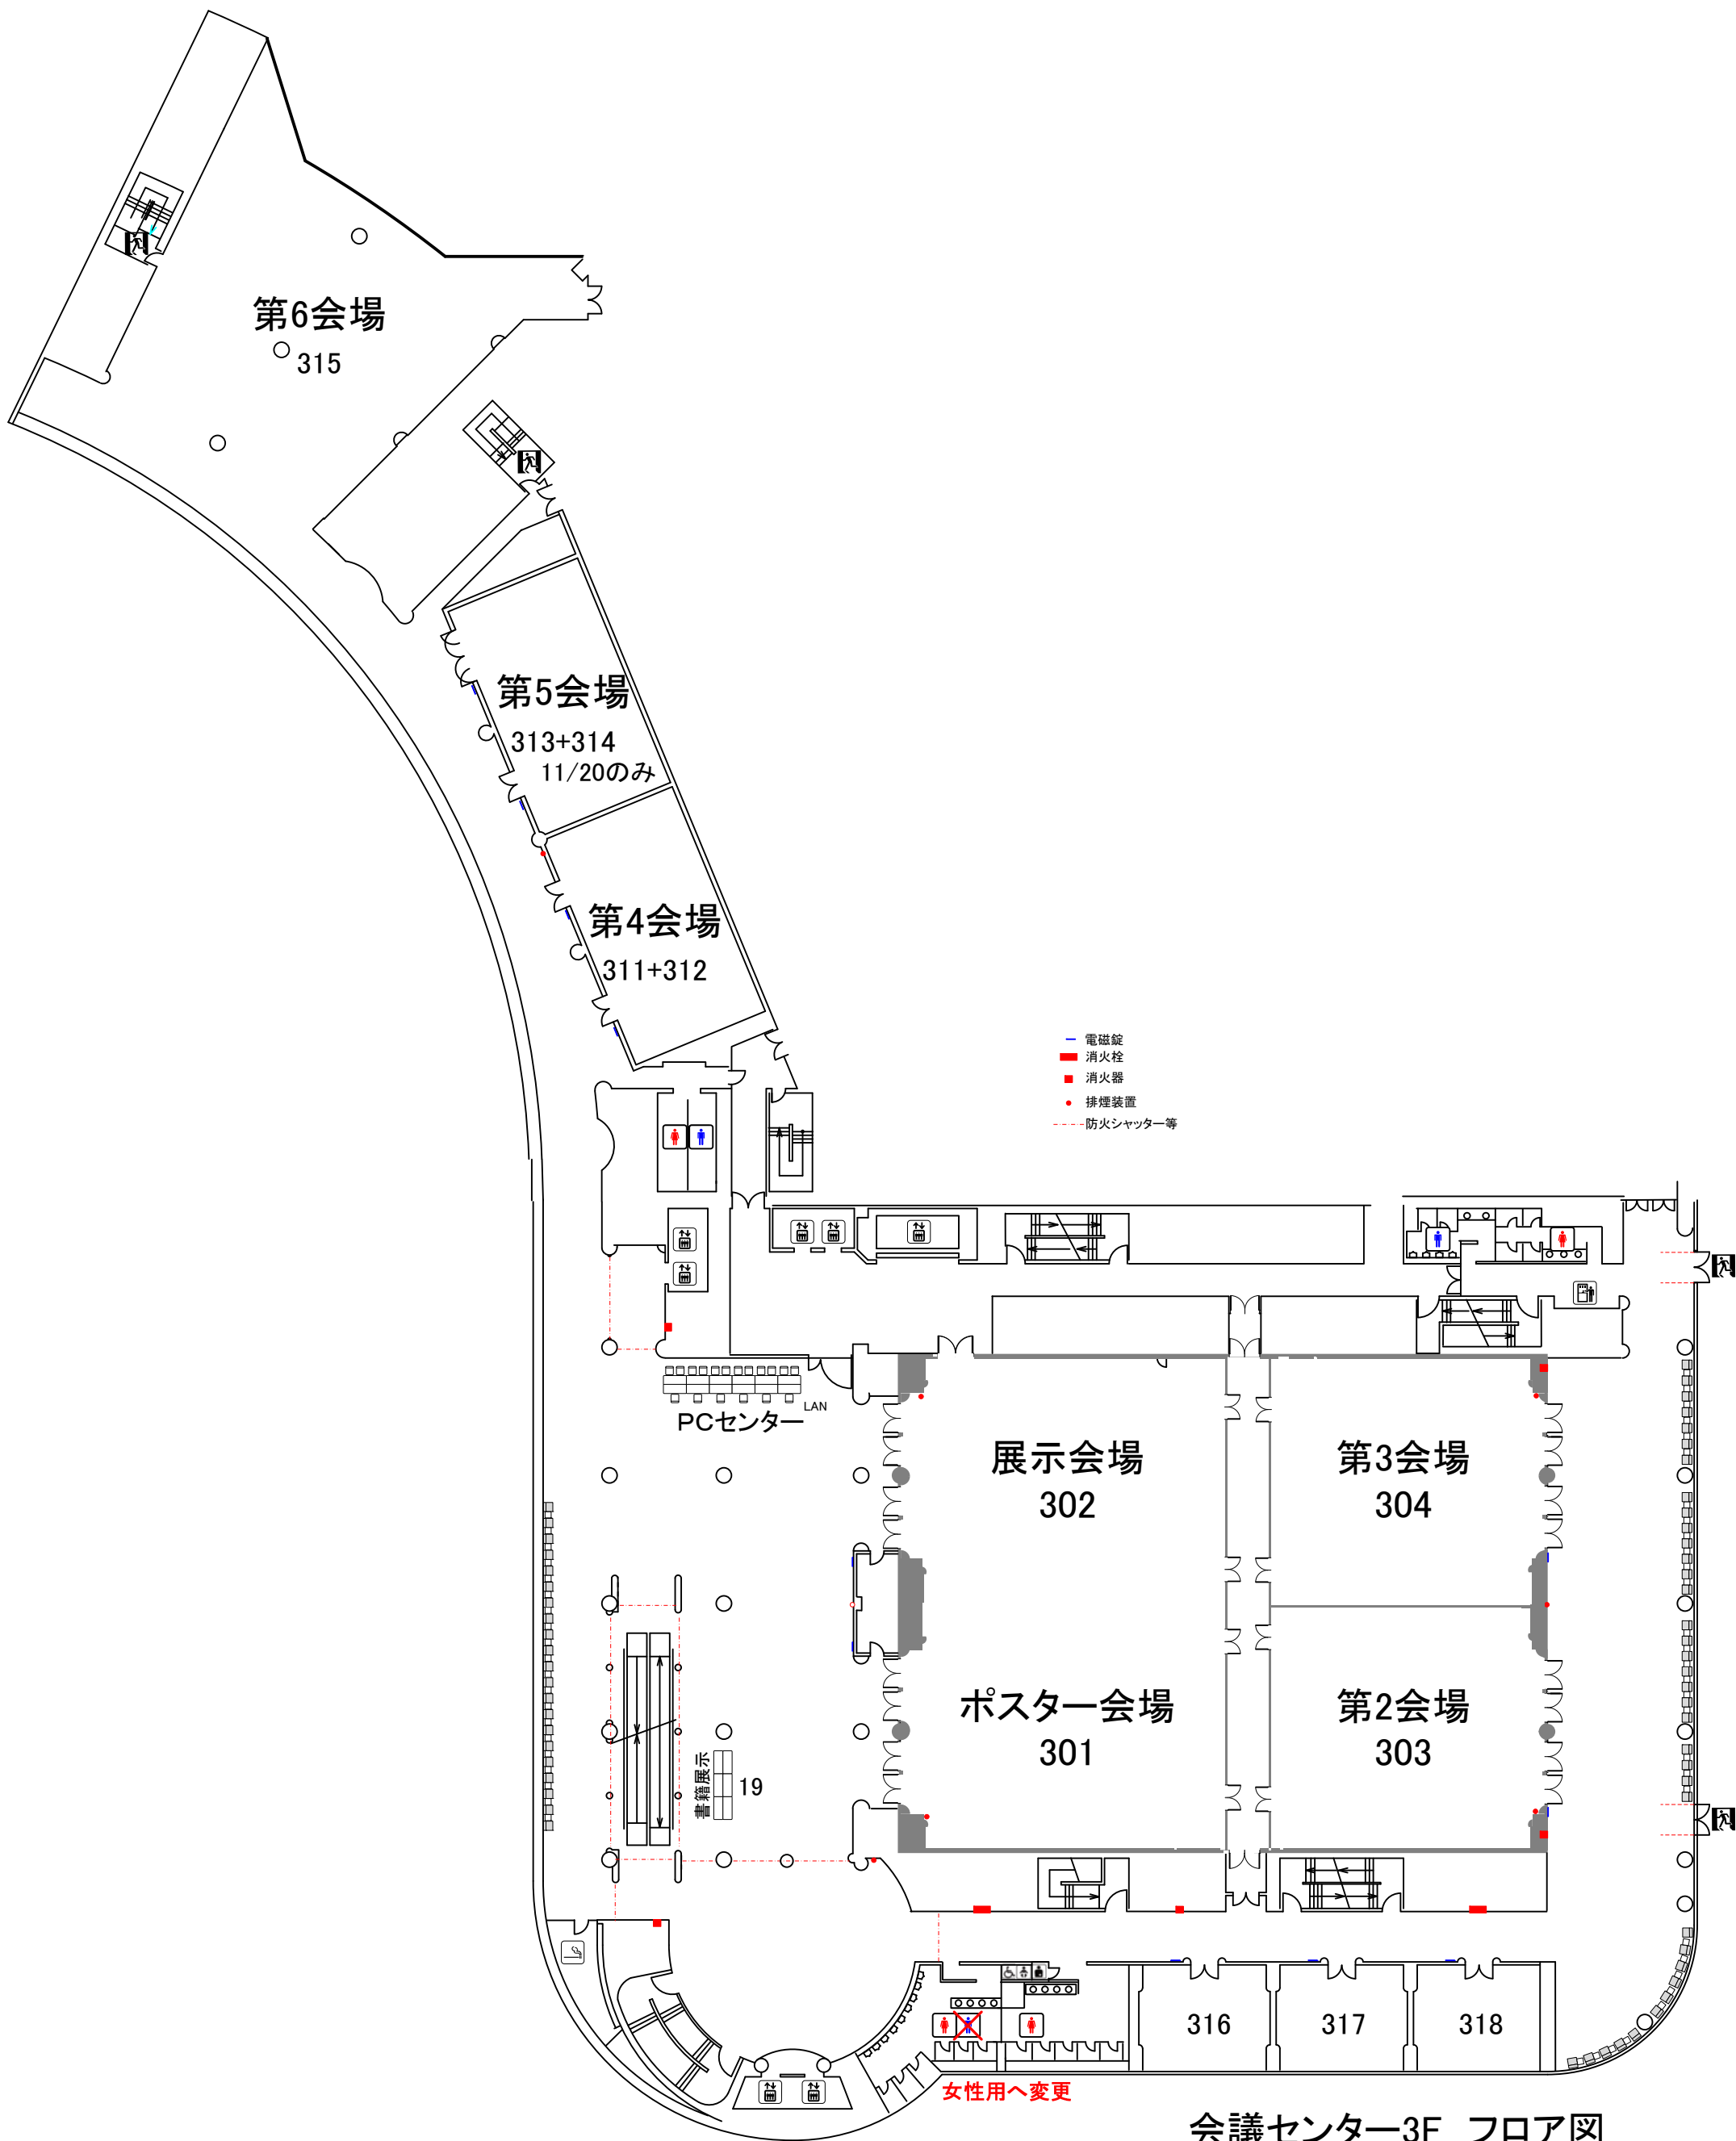 第6会場
315
第5会場
313+314
11/20のみ
第4会場
311+312
電磁錠
消火栓
消火器
排煙装置
防火シャッター等
LAN
PCセンター
展示会場
302
第3会場
304
ポスター会場
301
第2会場
303
書籍展示
19
316
317
318
女性用へ変更
会議センター3F フロア図